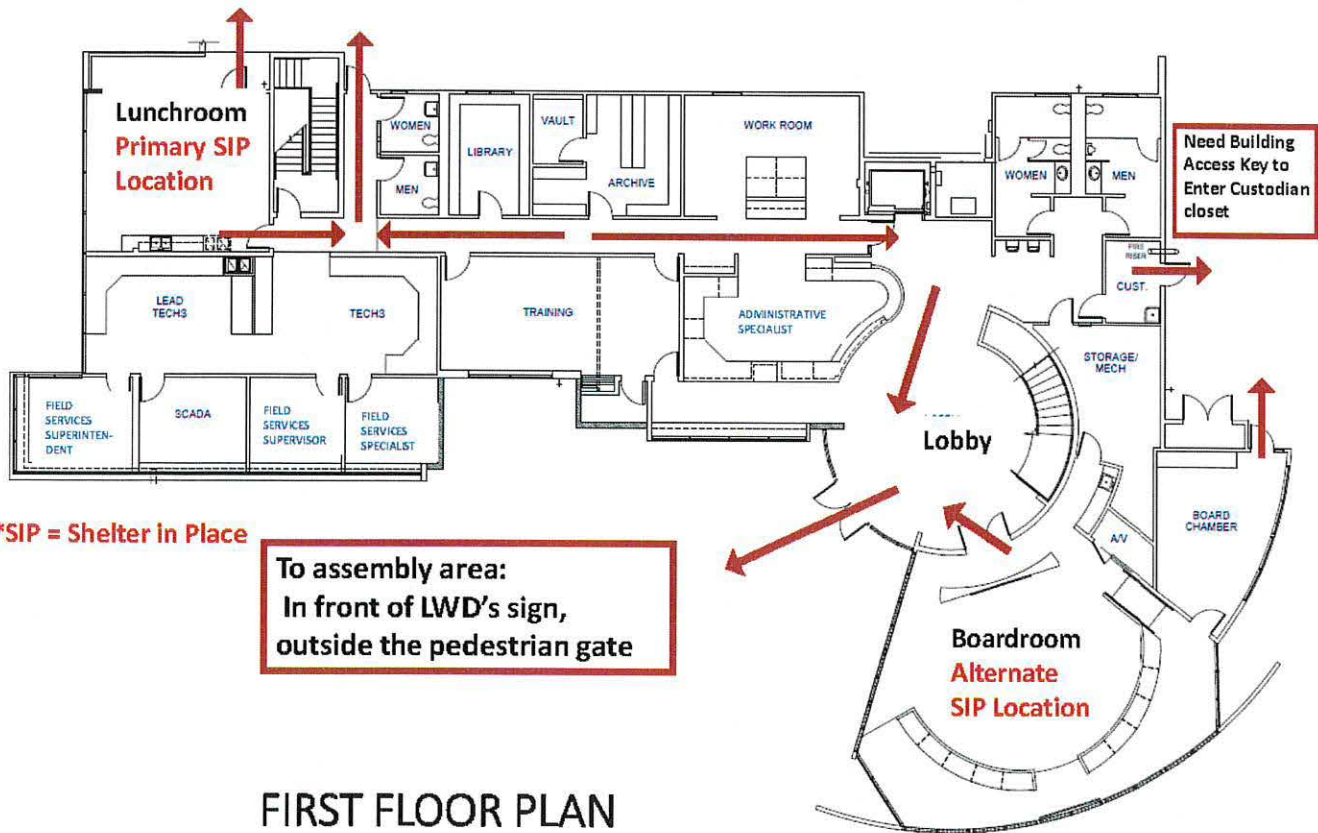 Lunchroom
Primary SIP
Location
WOMEN
MEN
LIBRARY
VAULT
ARCHIVE
WORK ROOM
WOMEN
MEN
Need Building
Access Key to
Enter Custodian
closet
FIRE
RISER
CUST.
LEAD
TECHS
TECHS
TRAINING
ADMINISTRATIVE
SPECIALIST
STORAGE/
MECH
FIELD
SERVICES
SUPERINTEN-
DENT
SCADA
FIELD
SERVICES
SUPERVISOR
FIELD
SERVICES
SPECIALIST
Lobby
A/V
BOARD
CHAMBER
*SIP = Shelter in Place
To assembly area:
In front of LWD's sign,
outside the pedestrian gate
Boardroom
Alternate
SIP Location
FIRST FLOOR PLAN